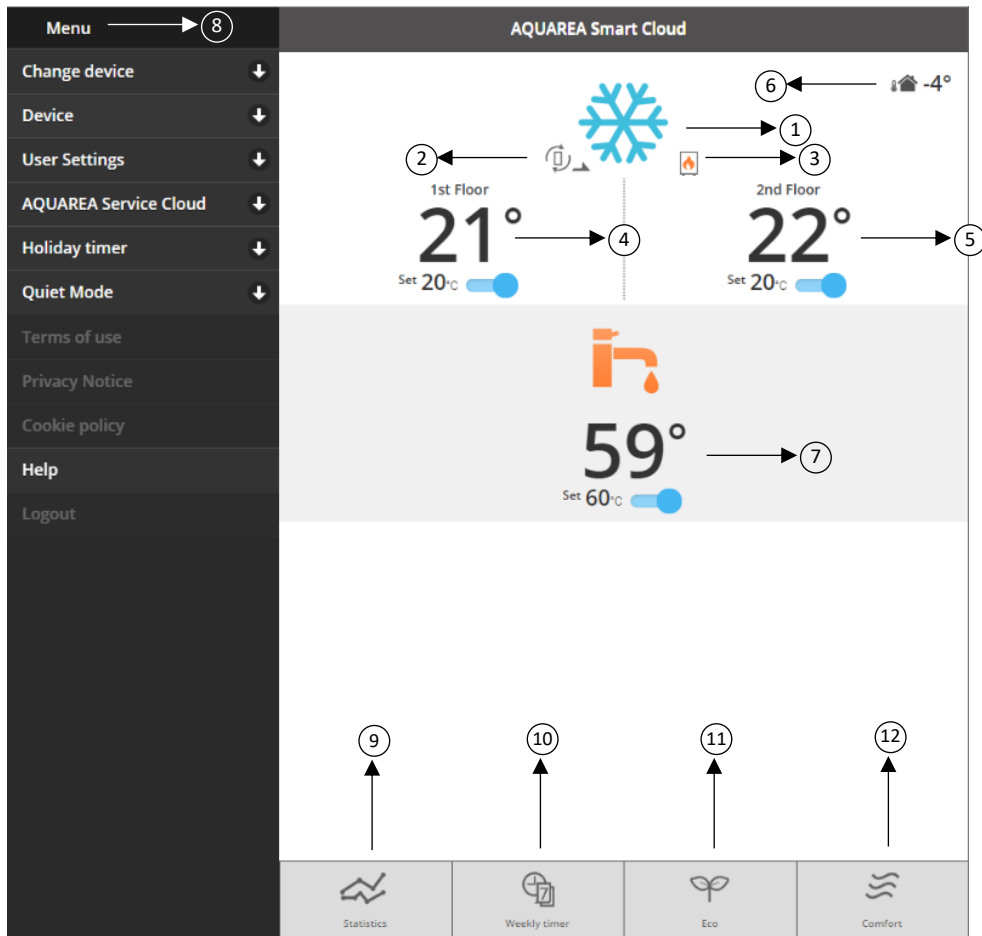 Menu
8
AQUAREA Smart Cloud
Change device
Device
User Settings
AQUAREA Service Cloud
Holiday timer
Quiet Mode
Terms of use
Privacy Notice
Cookie policy
Help
Logout
6
-4°
1
2
3
1st Floor
21°
4
Set 20°C
2nd Floor
22°
5
Set 20°C
59°
7
Set 60°C
9
10
11
12
Statistics
7
Weekly timer
Eco
Comfort